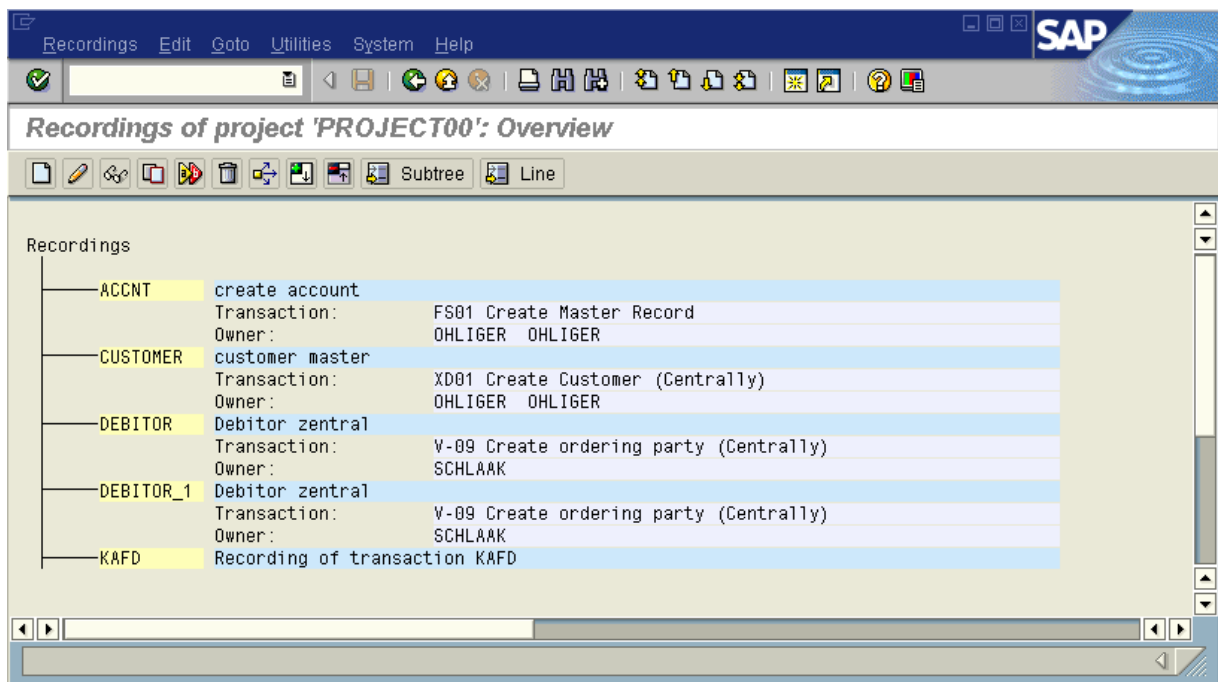 Recordings Edit Goto Utilities System Help
SAP
Recordings of project 'PROJECT00': Overview
Subtree Line
Recordings
ACCNT create account
Transaction: FS01 Create Master Record
Owner: OHLIGER OHLIGER
CUSTOMER customer master
Transaction: XD01 Create Customer (Centrally)
Owner: OHLIGER OHLIGER
DEBITOR Debitor zentral
Transaction: V-09 Create ordering party (Centrally)
Owner: SCHLAAK
DEBITOR_1 Debitor zentral
Transaction: V-09 Create ordering party (Centrally)
Owner: SCHLAAK
KAFD Recording of transaction KAFD